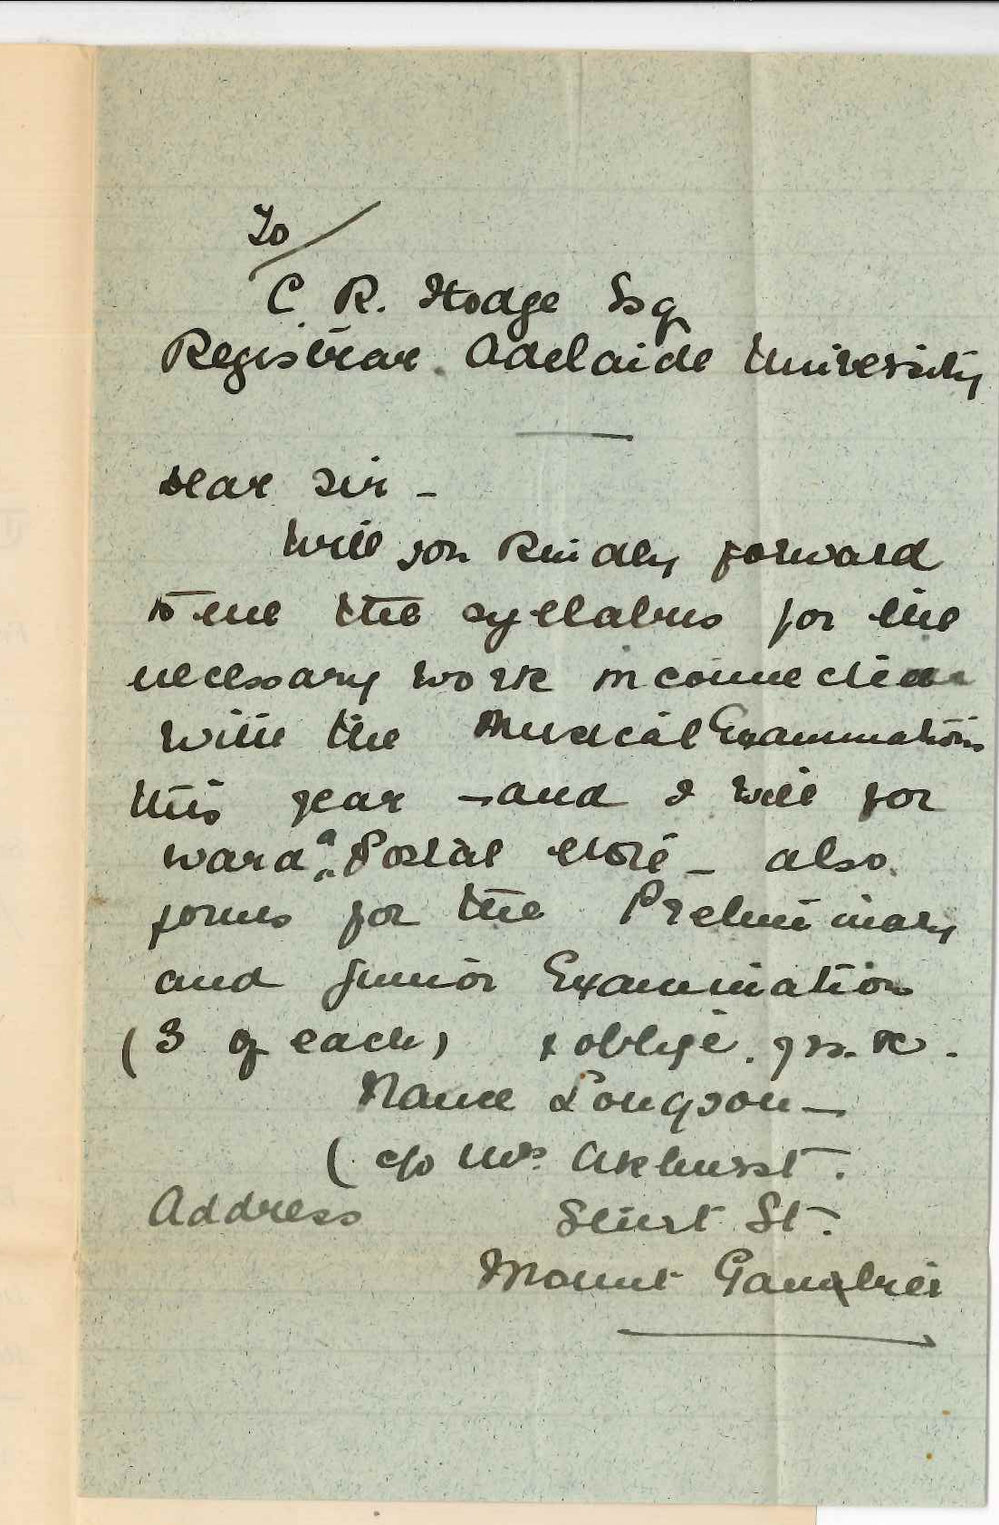 To/
C. R. Hodge Esq
Registrar. Adelaide University
Dear Sir -
Will you kindly forward
to me the syllabus for the
necessary work in connection
with the Musical Examinations
this year - and I will for
ward a Postal Note - also
forms for the Preliminary
and Junior Examination
(3 of each) & oblige. yrs. &c.
Nance Longson -
(c/o Mrs. Akhurst.
Address Sturt St.
Mount Gambier